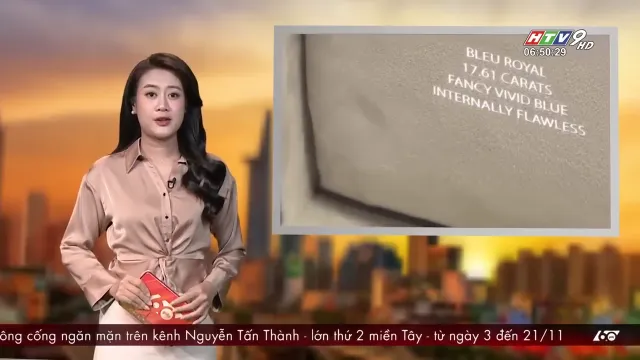 HTV9 HD
06:50:29
BLEU ROYAL
17.61 CARATS
FANCY VIVID BLUE
INTERNALLY FLAWLESS
ông cống ngăn mặn trên kênh Nguyễn Tấn Thành - lớn thứ 2 miền Tây - từ ngày 3 đến 21/11